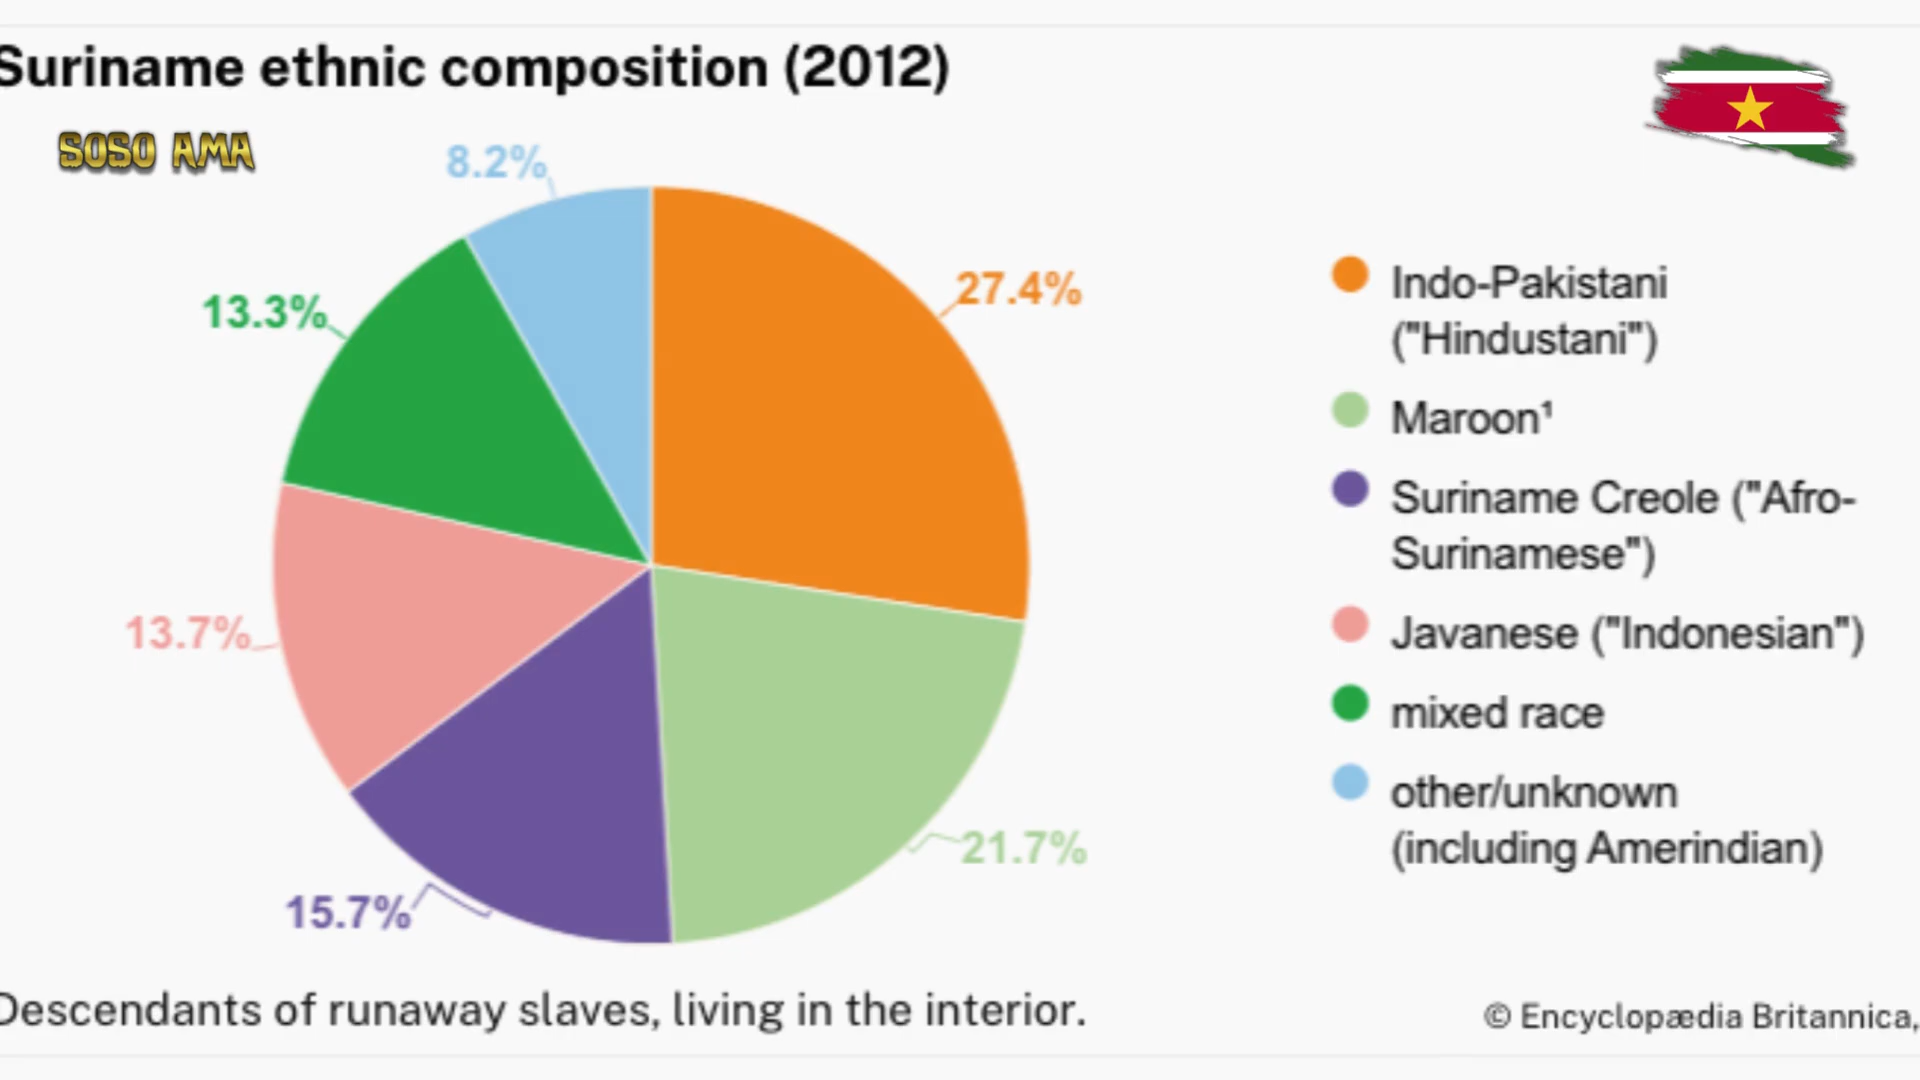 Suriname ethnic composition (2012)
SOSO AMA
8.2%
27.4%
13.3%
13.7%
21.7%
15.7%
Indo-Pakistani
("Hindustani")
Maroon¹
Suriname Creole ("Afro-
Surinamese")
Javanese ("Indonesian")
mixed race
other/unknown
(including Amerindian)
Descendants of runaway slaves, living in the interior.
© Encyclopædia Britannica,